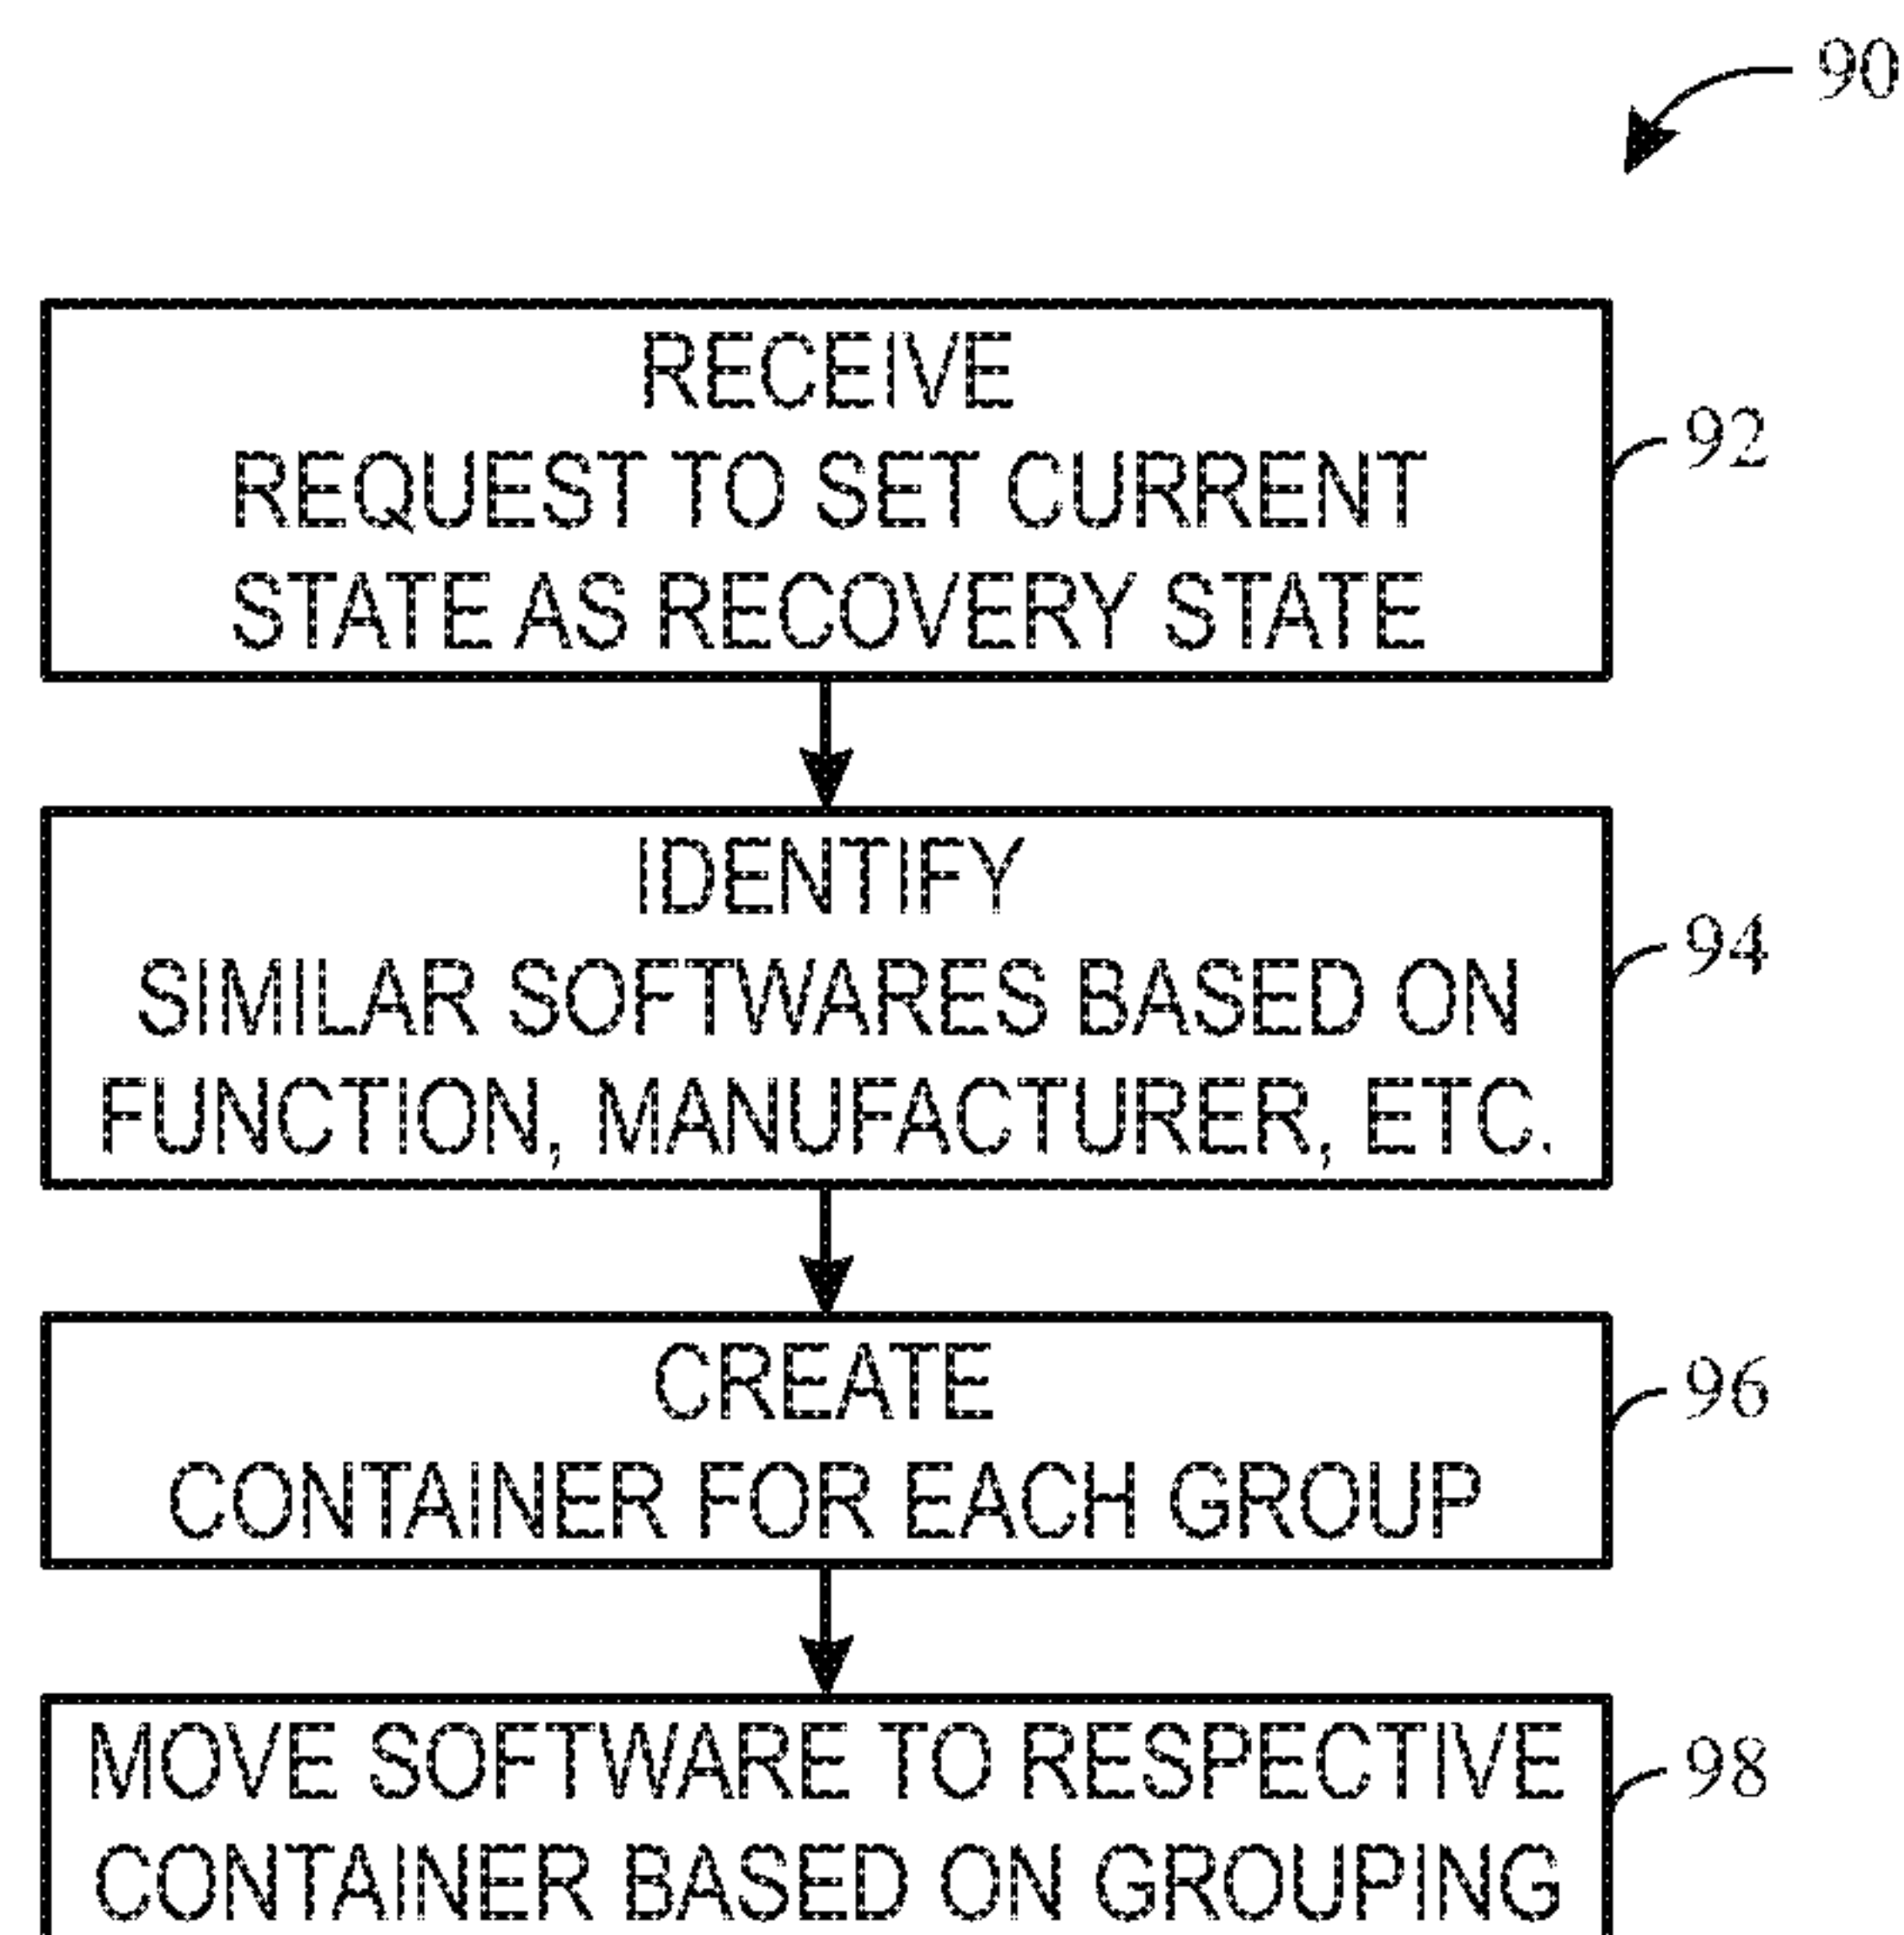 90
RECEIVE
REQUEST TO SET CURRENT
STATE AS RECOVERY STATE
92
IDENTIFY
SIMILAR SOFTWARES BASED ON
FUNCTION, MANUFACTURER, ETC.
94
CREATE
CONTAINER FOR EACH GROUP
96
MOVE SOFTWARE TO RESPECTIVE
CONTAINER BASED ON GROUPING
98